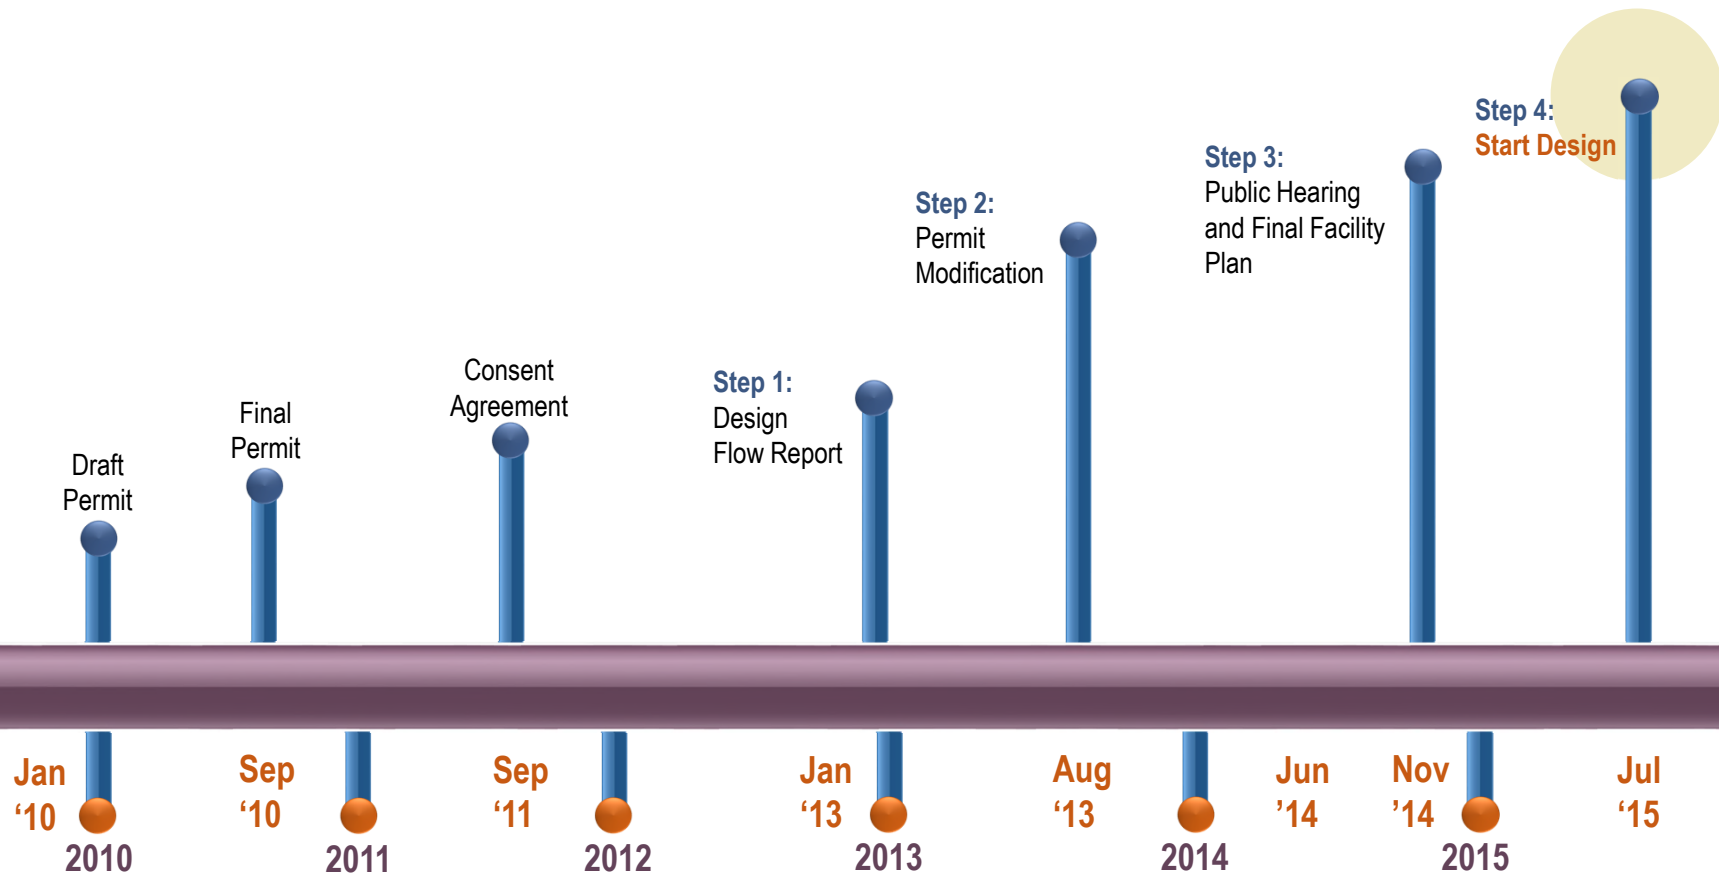 Draft
Permit
Final
Permit
Consent
Agreement
Step 1:
Design
Flow Report
Step 2:
Permit
Modification
Step 3:
Public Hearing
and Final Facility
Plan
Step 4:
Start Design
Jan
‘10
Sep
‘10
Sep
‘11
Jan
‘13
Aug
‘13
Jun
’14
Nov
’14
Jul
‘15
2010
2011
2012
2013
2014
2015